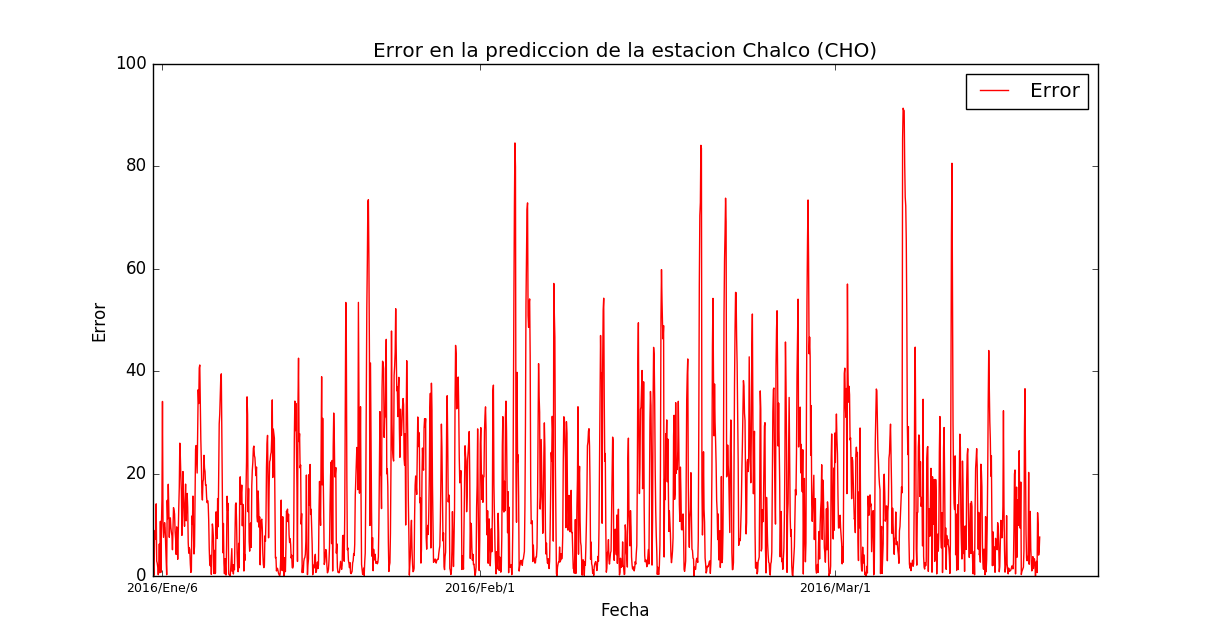 Error en la prediccion de la estacion Chalco (CHO)
100
80
60
40
20
0
Error
Error
2016/Ene/6
2016/Feb/1
2016/Mar/1
Fecha